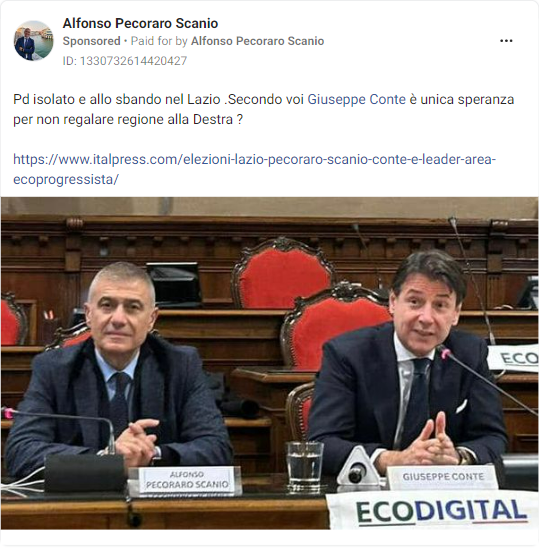 Alfonso Pecoraro Scanio
Sponsored • Paid for by Alfonso Pecoraro Scanio
ID: 1330732614420427
Pd isolato e allo sbando nel Lazio .Secondo voi Giuseppe Conte è unica speranza
per non regalare regione alla Destra ?
https://www.italpress.com/elezioni-lazio-pecoraro-scanio-conte-e-leader-area-
ecoprogressista/
ECO
ALFONSO
PECORARO SCANIO
GIUSEPPE CONTE
ECODIGITAL